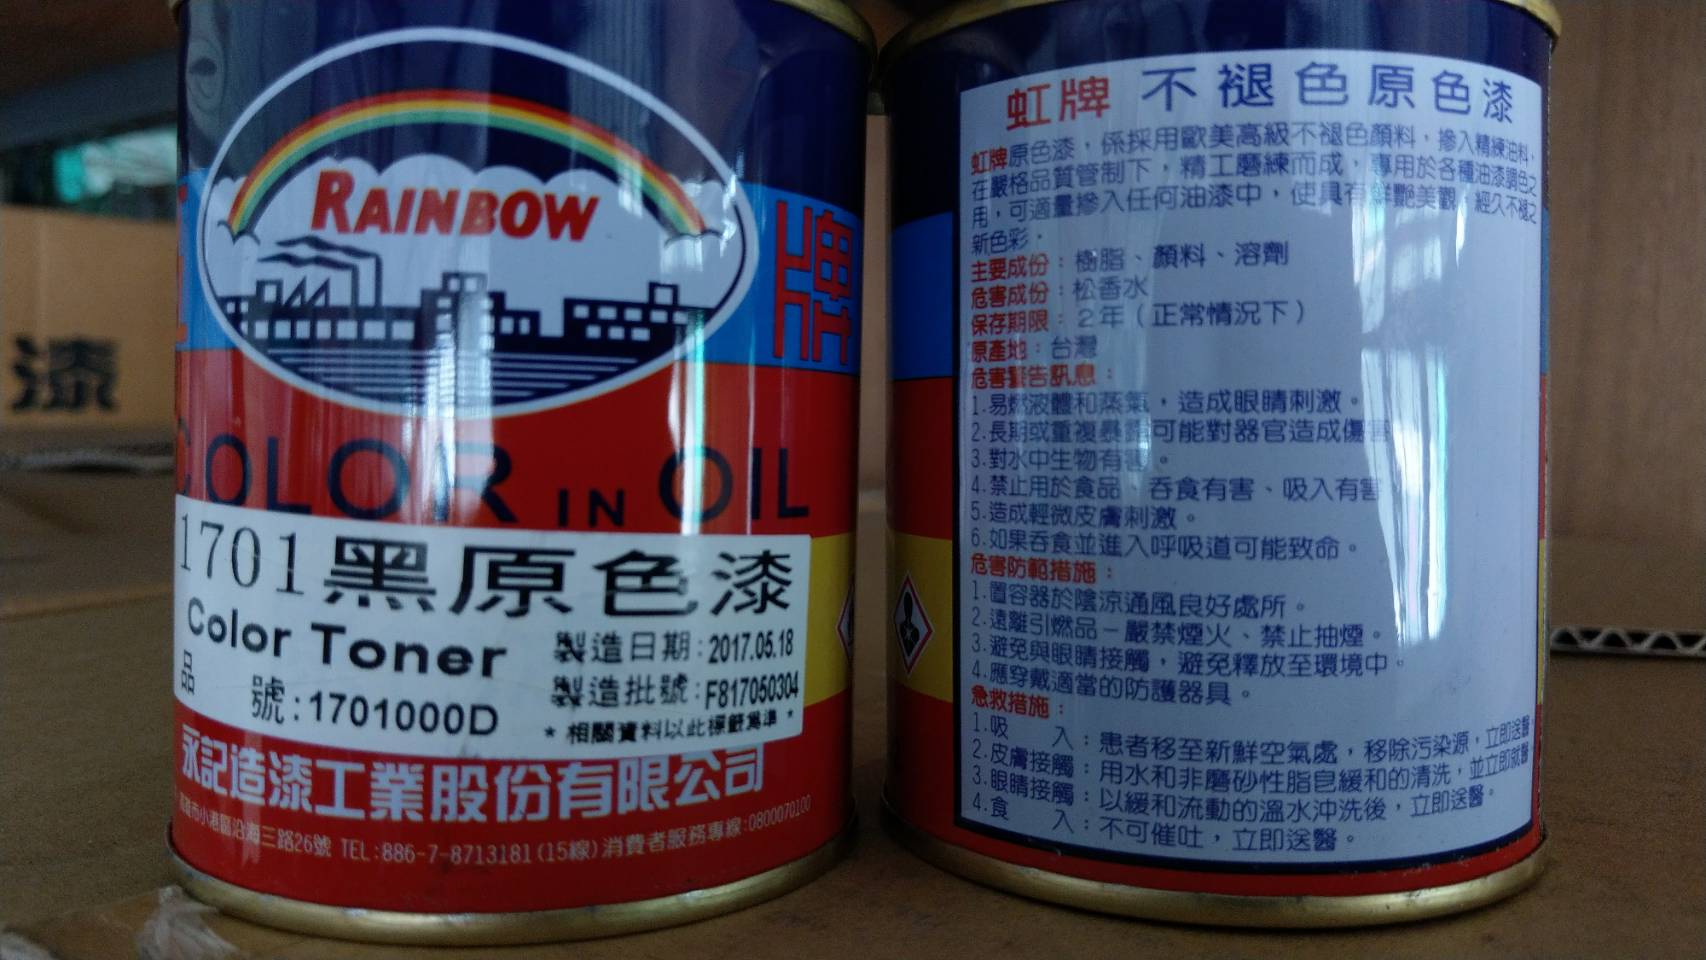 漆
RAINBOW
牌
COLOR IN OIL
1701黑原色漆
Color Toner
製造日期:2017.05.18
品 號:1701000D
製造批號:F817050304
*相關資料以此標籤為準*
永記造漆工業股份有限公司
高雄市小港區沿海三路26號 TEL:886-7-8713181(15線)消費者服務專線:0800070100
虹牌 不褪色原色漆
虹牌原色漆，係採用歐美高級不褪色顏料，摻入精練油料，
在嚴格品質管制下，精工磨練而成，專用於各種油漆調色之
用，可適量摻入任何油漆中，使具有鮮艷美觀，經久不褪之
新色彩。
主要成份：樹脂、顏料、溶劑
危害成份：松香水
保存期限：2年(正常情況下)
原產地：台灣
危害警告訊息：
1.易燃液體和蒸氣，造成眼睛刺激。
2.長期或重複暴露可能對器官造成傷害
3.對水中生物有害。
4.禁止用於食品、吞食有害、吸入有害
5.造成輕微皮膚刺激。
6.如果吞食並進入呼吸道可能致命。
危害防範措施：
1.置容器於陰涼通風良好處所。
2.遠離引燃品－嚴禁煙火、禁止抽煙。
3.避免與眼睛接觸，避免釋放至環境中。
4.應穿戴適當的防護器具。
急救措施：
1.吸 入：患者移至新鮮空氣處，移除污染源，立即送醫
2.皮膚接觸：用水和非磨砂性脂皂緩和的清洗，並立即就醫
3.眼睛接觸：以緩和流動的溫水沖洗後，立即送醫。
4.食 入：不可催吐，立即送醫。